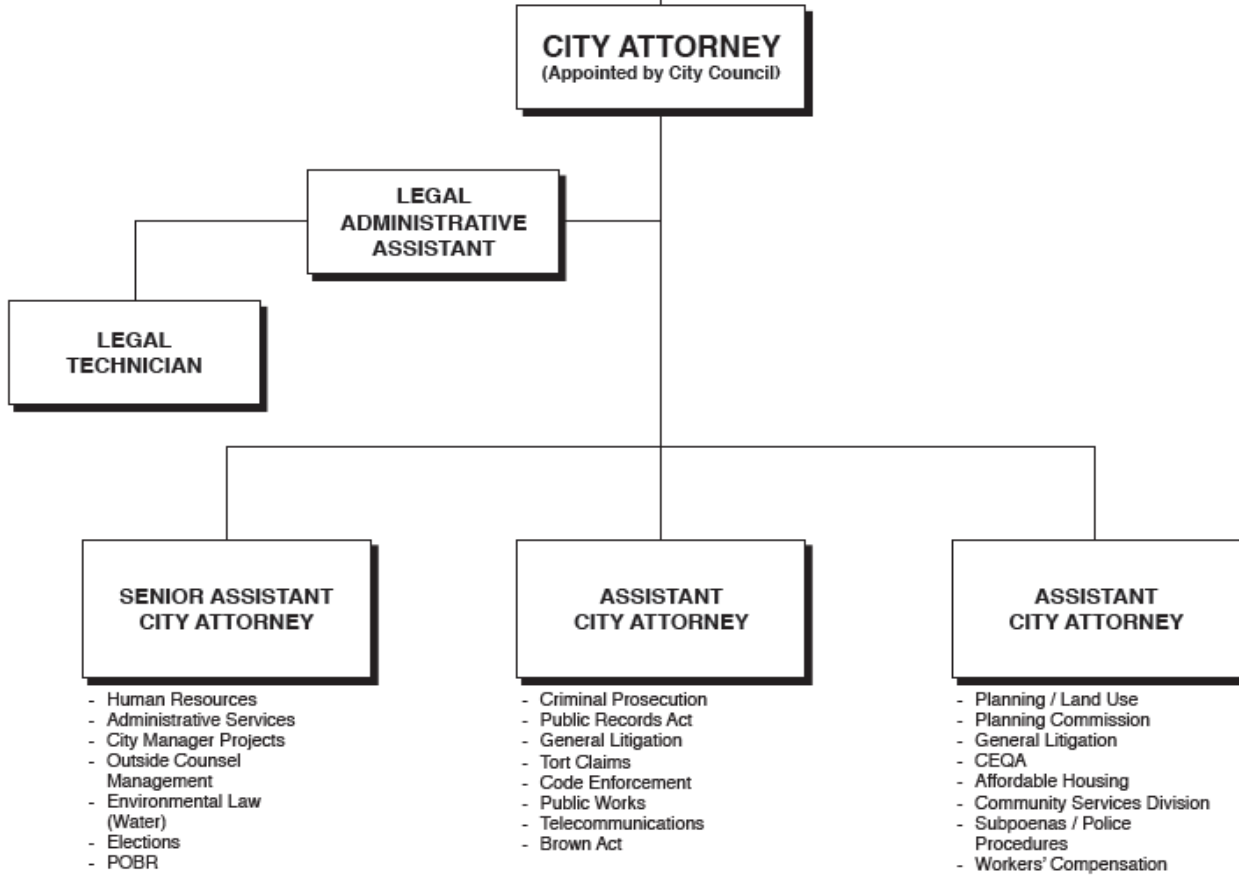 CITY ATTORNEY
(Appointed by City Council)
LEGAL
ADMINISTRATIVE
ASSISTANT
LEGAL
TECHNICIAN
SENIOR ASSISTANT
CITY ATTORNEY
- Human Resources
- Administrative Services
- City Manager Projects
- Outside Counsel
Management
- Environmental Law
(Water)
- Elections
- POBR
ASSISTANT
CITY ATTORNEY
- Criminal Prosecution
- Public Records Act
- General Litigation
- Tort Claims
- Code Enforcement
- Public Works
- Telecommunications
- Brown Act
ASSISTANT
CITY ATTORNEY
- Planning / Land Use
- Planning Commission
- General Litigation
- CEQA
- Affordable Housing
- Community Services Division
- Subpoenas / Police
Procedures
- Workers' Compensation